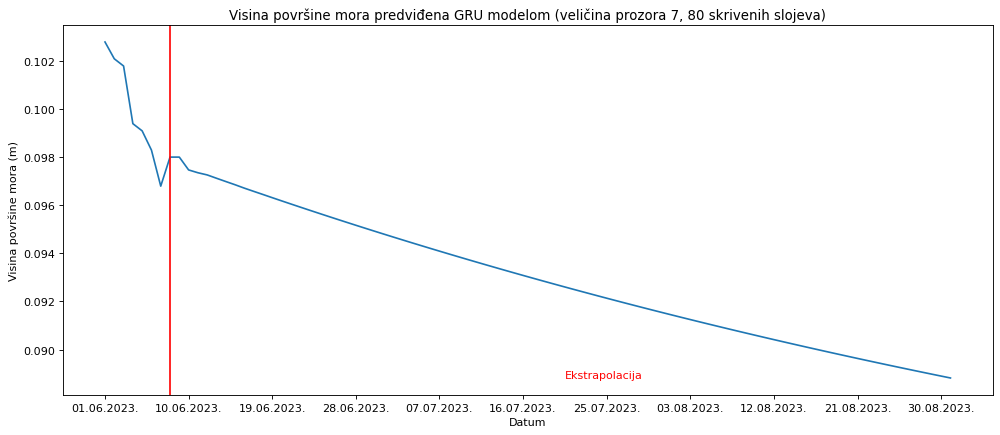 Visina površine mora predviđena GRU modelom (veličina prozora 7, 80 skrivenih slojeva)
Visina površine mora (m)
0.102
0.100
0.098
0.096
0.094
0.092
0.090
Ekstrapolacija
01.06.2023. 10.06.2023. 19.06.2023. 28.06.2023. 07.07.2023. 16.07.2023. 25.07.2023. 03.08.2023. 12.08.2023. 21.08.2023. 30.08.2023.
Datum